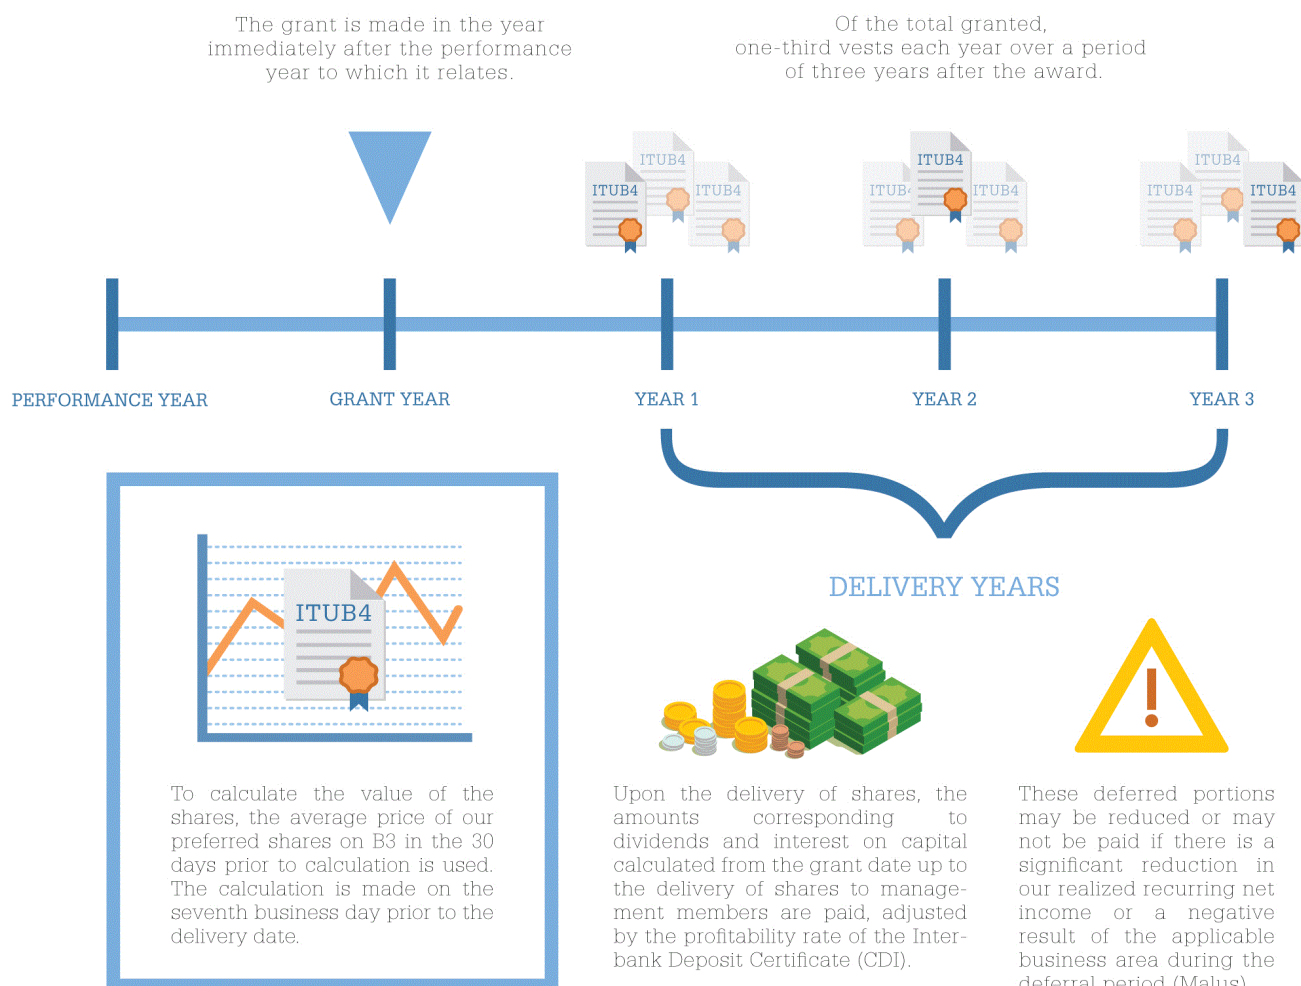 The grant is made in the year
immediately after the performance
year to which it relates.
Of the total granted,
one-third vests each year over a period
of three years after the award.
ITUB4
ITUB4
ITUB4
ITUB4
ITUB4
ITUB4
ITUB4
ITUB4
ITUB4
PERFORMANCE YEAR
GRANT YEAR
YEAR 1
YEAR 2
YEAR 3
DELIVERY YEARS
ITUB4
To calculate the value of the
shares, the average price of our
preferred shares on B3 in the 30
days prior to calculation is used.
The calculation is made on the
seventh business day prior to the
delivery date.
Upon the delivery of shares, the
amounts corresponding to
dividends and interest on capital
calculated from the grant date up to
the delivery of shares to manage-
ment members are paid, adjusted
by the profitability rate of the Inter-
bank Deposit Certificate (CDI).
These deferred portions
may be reduced or may
not be paid if there is a
significant reduction in
our realized recurring net
income or a negative
result of the applicable
business area during the
deferral period (Malus)